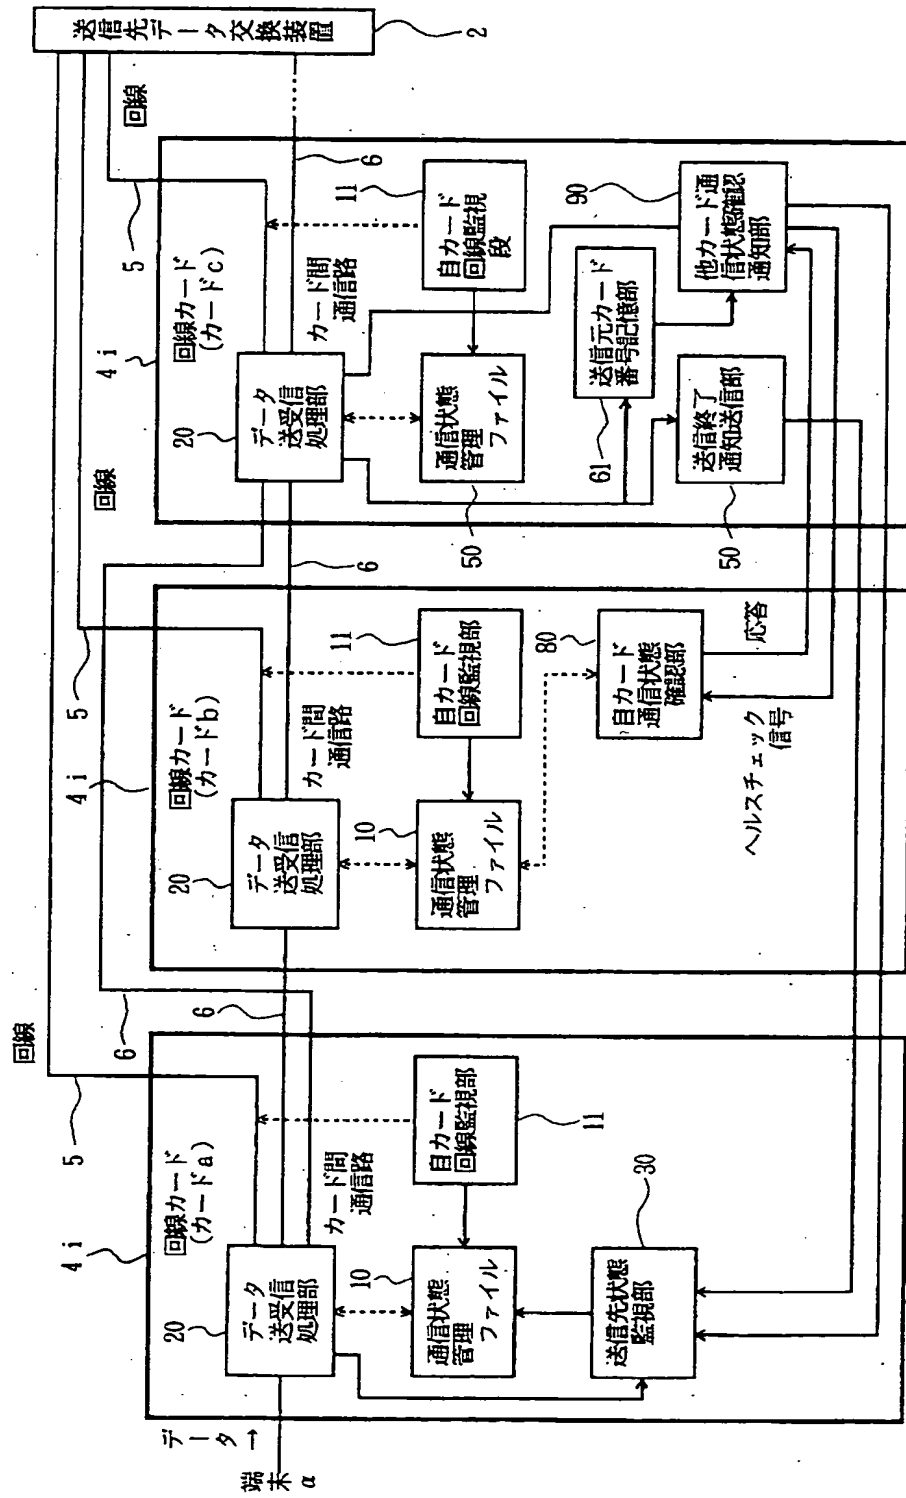 送信先データ交換装置
2
回線
回線
回線
5
5
5
6
6
6
6
4i
回線カード
(カードa)
20
データ
送受信
処理部
カード間
通信路
10
通信状態
管理
ファイル
自カード
回線監視部
11
30
送信先状態
監視部
データ→
端末
α
4i
回線カード
(カードb)
20
データ
送受信
処理部
カード間
通信路
10
通信状態
管理
ファイル
自カード
回線監視部
11
80
自カード
通信状態
確認部
応答
ヘルスチェック
信号
4i
回線カード
(カードc)
20
データ
送受信
処理部
カード間
通信路
50
通信状態
管理
ファイル
自カード
回線監視
段
11
61
送信元カード
番号記憶部
50
送信終了
通知送信部
90
他カード通
信状態確認
通知部